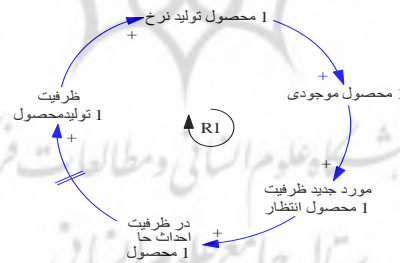 1 محصول تولید نرخ
+
+
1 محصول موجودی
ظرفیت
1 تولیدمحصول
+
R1
+
مورد جدید ظرفیت
1 محصول انتظار
+
در ظرفیت
احداث حا
1 محصول